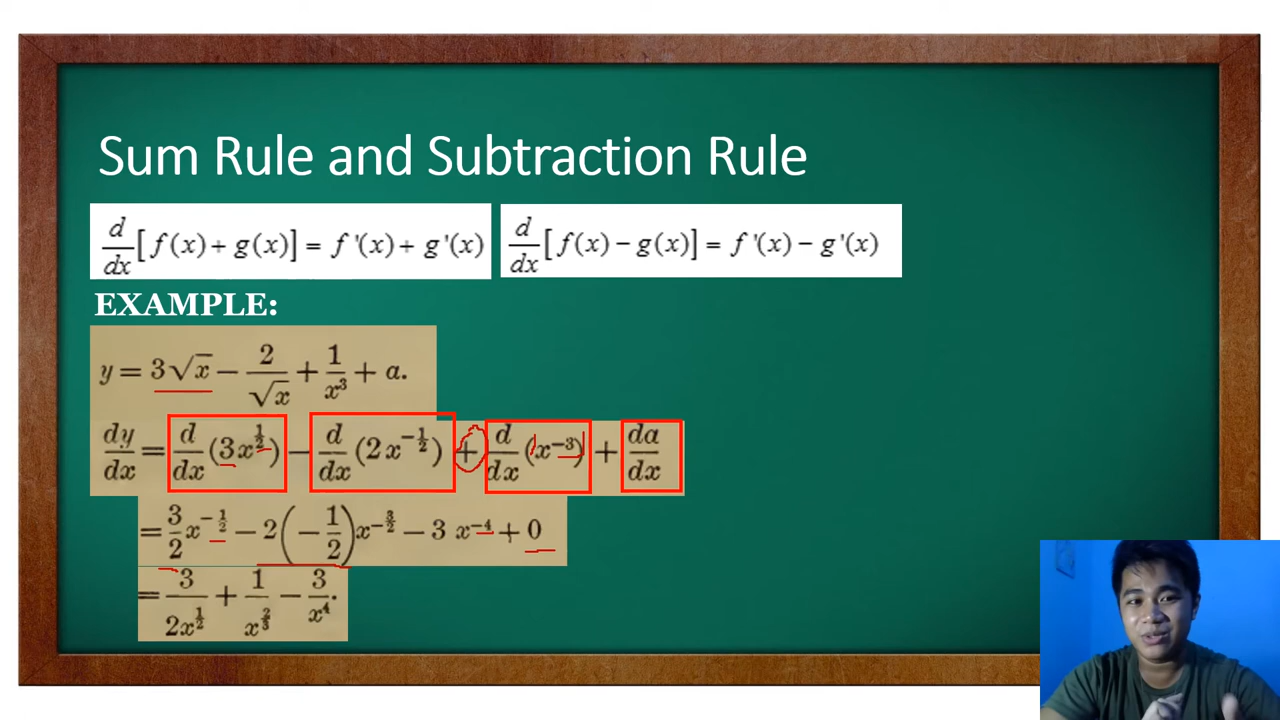 Sum Rule and Subtraction Rule
d/dx [f(x) + g(x)] = f '(x) + g '(x)
d/dx [f(x) − g(x)] = f '(x) − g '(x)
EXAMPLE:
y = 3√x − 2/√x + 1/x³ + a.
dy/dx = d/dx (3x^{1/2}) − d/dx (2x^{−1/2}) + d/dx (x^{−3}) + da/dx
= 3/2 x^{−1/2} − 2(−1/2)x^{−3/2} − 3 x^{−4} + 0
= 3/(2x^{1/2}) + 1/x^{2/3} − 3/x⁴.